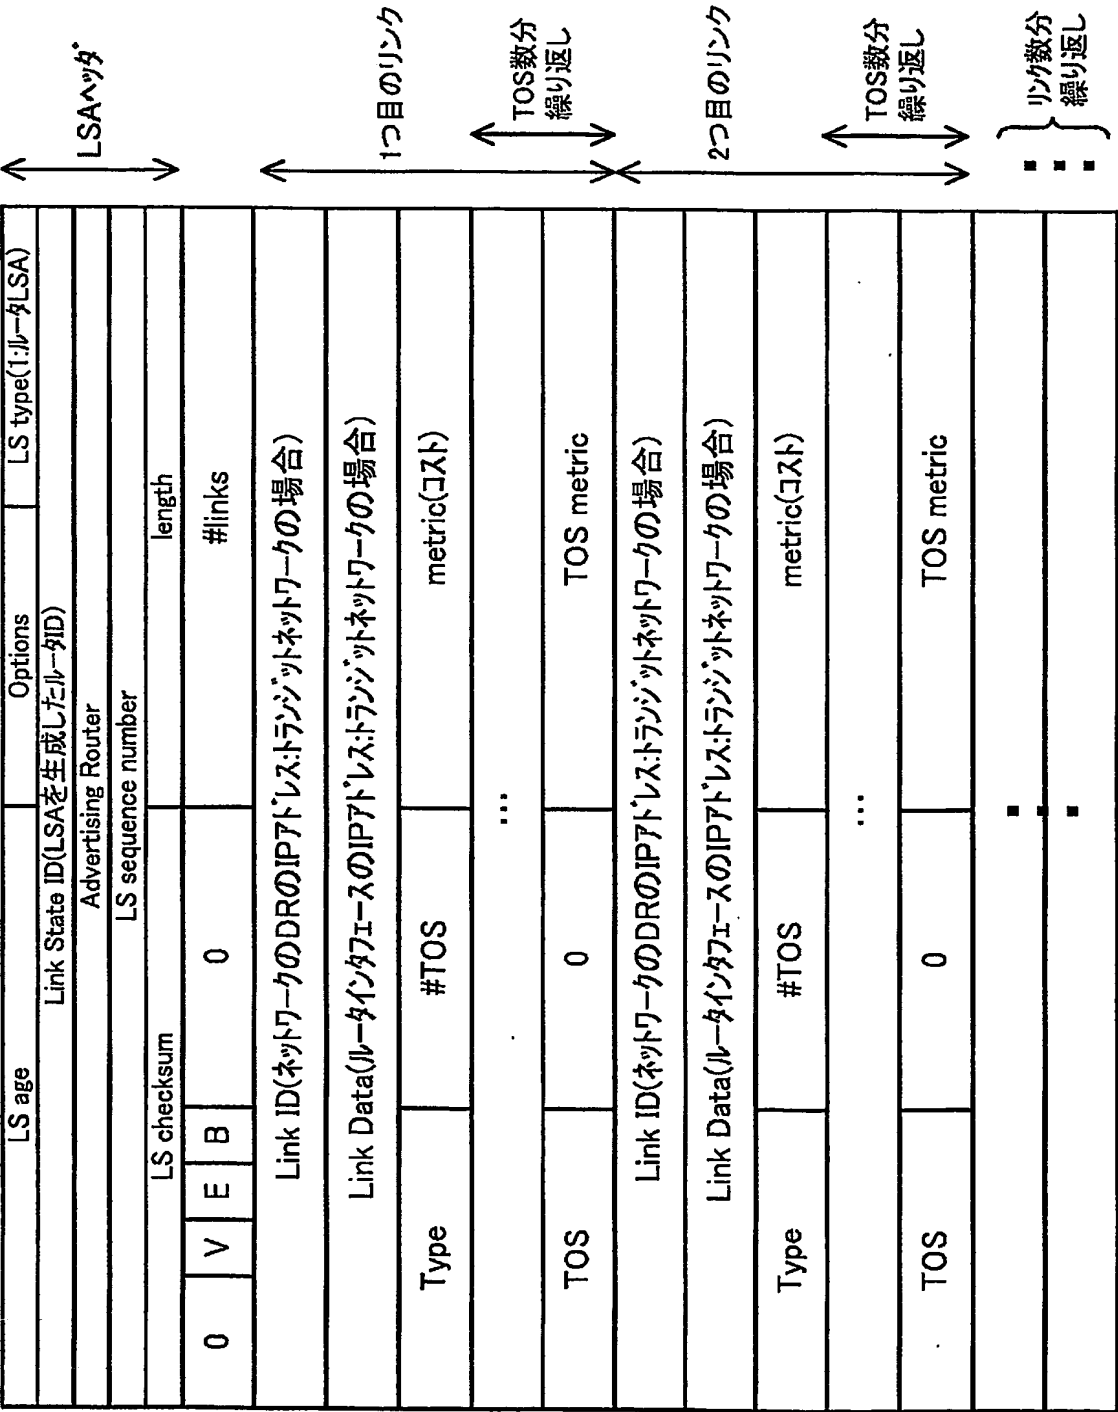 LS age
Options
LS type(1:ルータLSA)
LSAヘッダ
Link State ID(LSAを生成したルータID)
Advertising Router
LS sequence number
LS checksum
length
0
V
E
B
0
#links
Link ID(ネットワークのDRのIPアドレス:トランジットネットワークの場合)
1つ目のリンク
Link Data(ルータインタフェースのIPアドレス:トランジットネットワークの場合)
Type
#TOS
metric(コスト)
...
TOS数分
繰り返し
TOS
0
TOS metric
Link ID(ネットワークのDRのIPアドレス:トランジットネットワークの場合)
2つ目のリンク
Link Data(ルータインタフェースのIPアドレス:トランジットネットワークの場合)
Type
#TOS
metric(コスト)
...
TOS数分
繰り返し
TOS
0
TOS metric
リンク数分
繰り返し